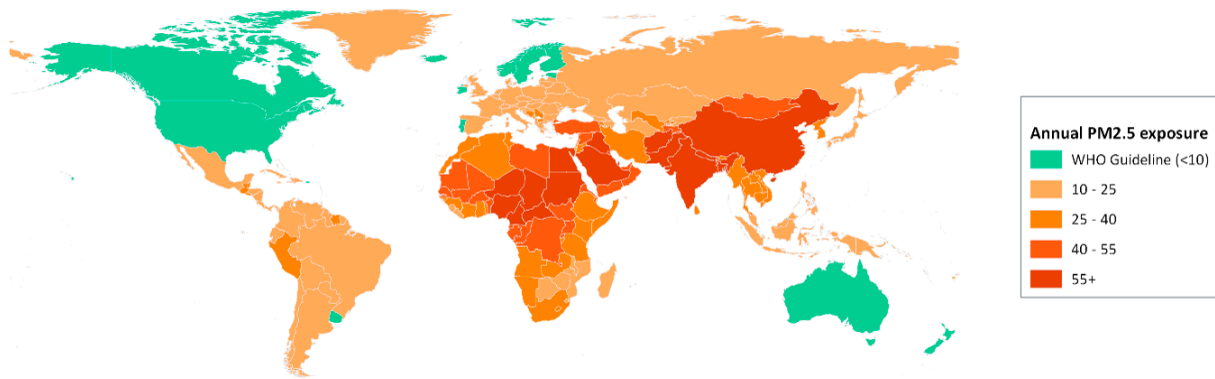 Annual PM2.5 exposure
WHO Guideline (<10)
10 - 25
25 - 40
40 - 55
55+